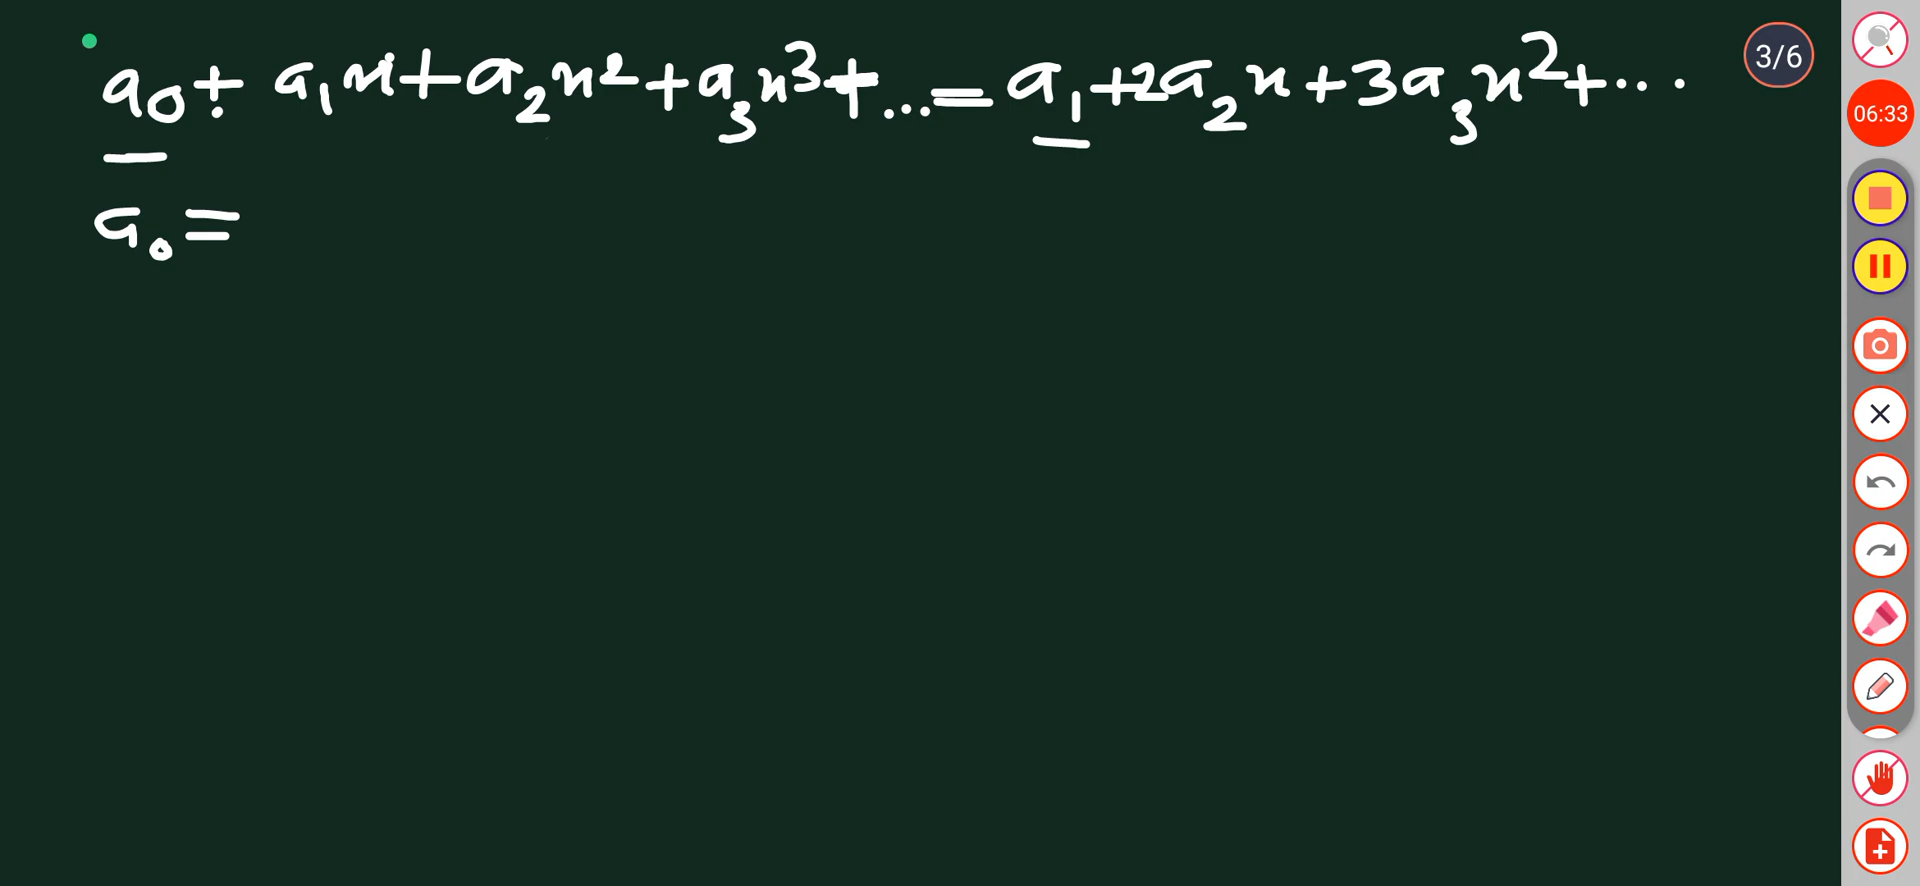 a₀ + a₁x + a₂x² + a₃x³ + ... = a₁ + 2a₂x + 3a₃x² + ...
a₀ =
3/6
06:33